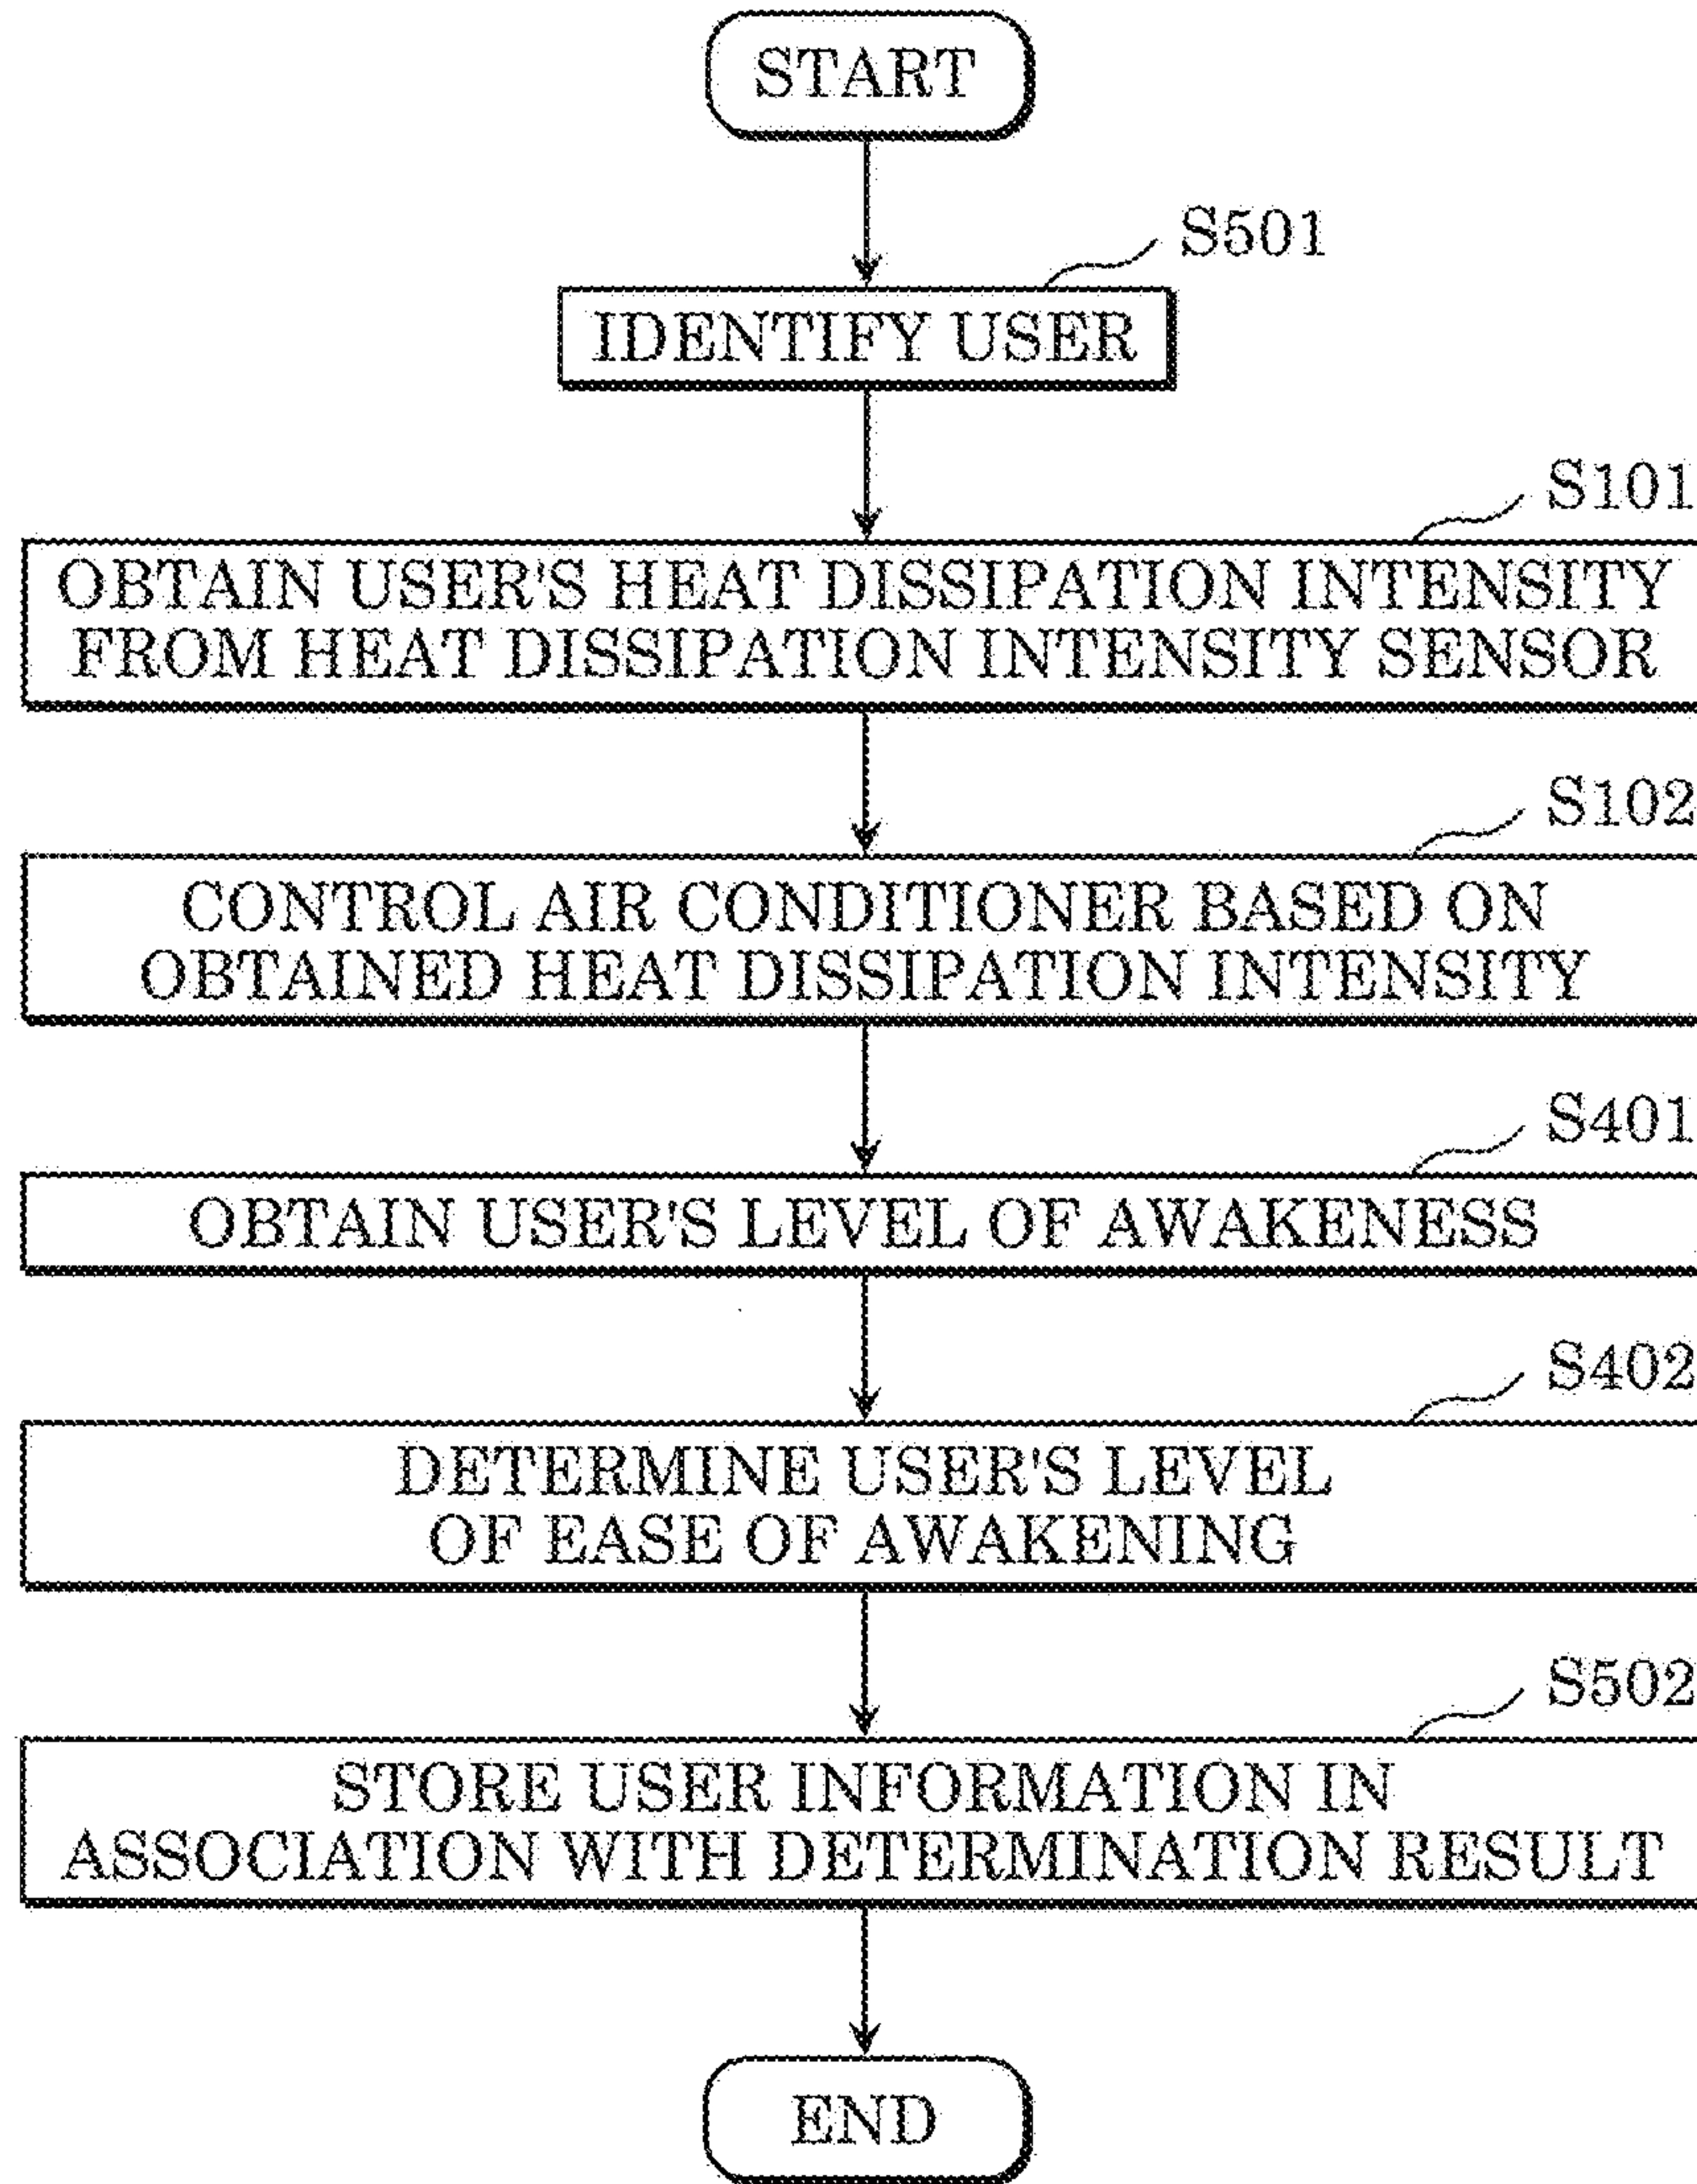 START
S501
IDENTIFY USER
S101
OBTAIN USER'S HEAT DISSIPATION INTENSITY
FROM HEAT DISSIPATION INTENSITY SENSOR
S102
CONTROL AIR CONDITIONER BASED ON
OBTAINED HEAT DISSIPATION INTENSITY
S401
OBTAIN USER'S LEVEL OF AWAKENESS
S402
DETERMINE USER'S LEVEL
OF EASE OF AWAKENING
S502
STORE USER INFORMATION IN
ASSOCIATION WITH DETERMINATION RESULT
END